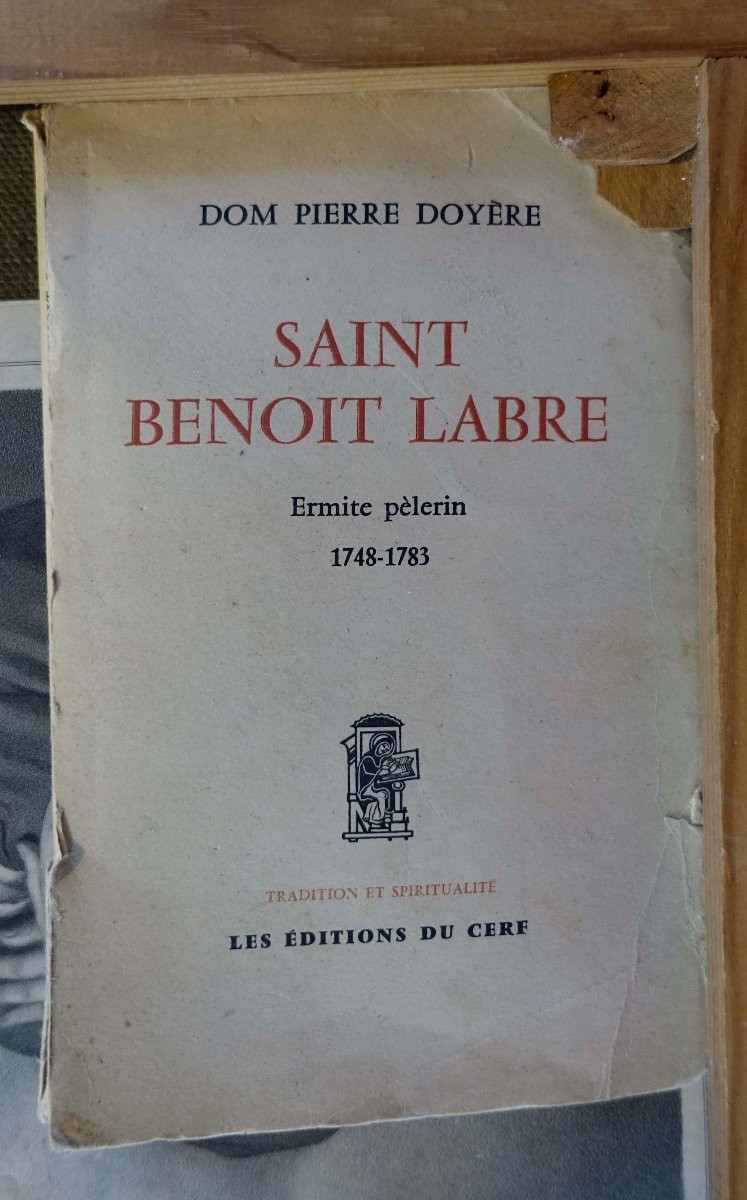 DOM PIERRE DOYÈRE
SAINT
BENOIT LABRE
Ermite pèlerin
1748-1783
TRADITION ET SPIRITUALITÉ
LES ÉDITIONS DU CERF